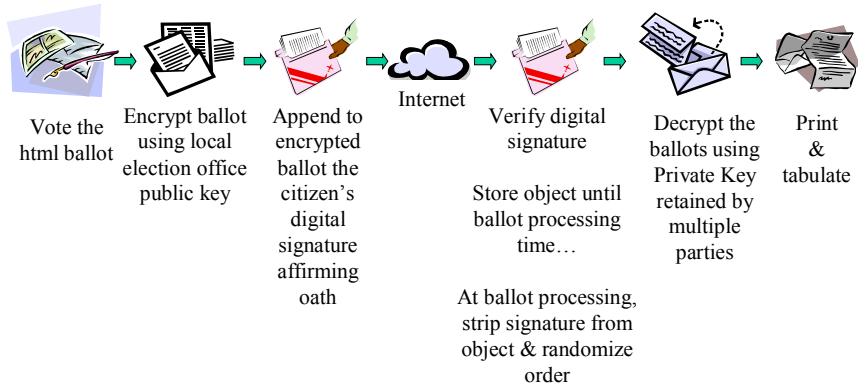 Vote the
html ballot
Encrypt ballot
using local
election office
public key
Append to
encrypted
ballot the
citizen’s
digital
signature
affirming
oath
Internet
Verify digital
signature
Store object until
ballot processing
time…
At ballot processing,
strip signature from
object & randomize
order
Decrypt the
ballots using
Private Key
retained by
multiple
parties
Print
&
tabulate